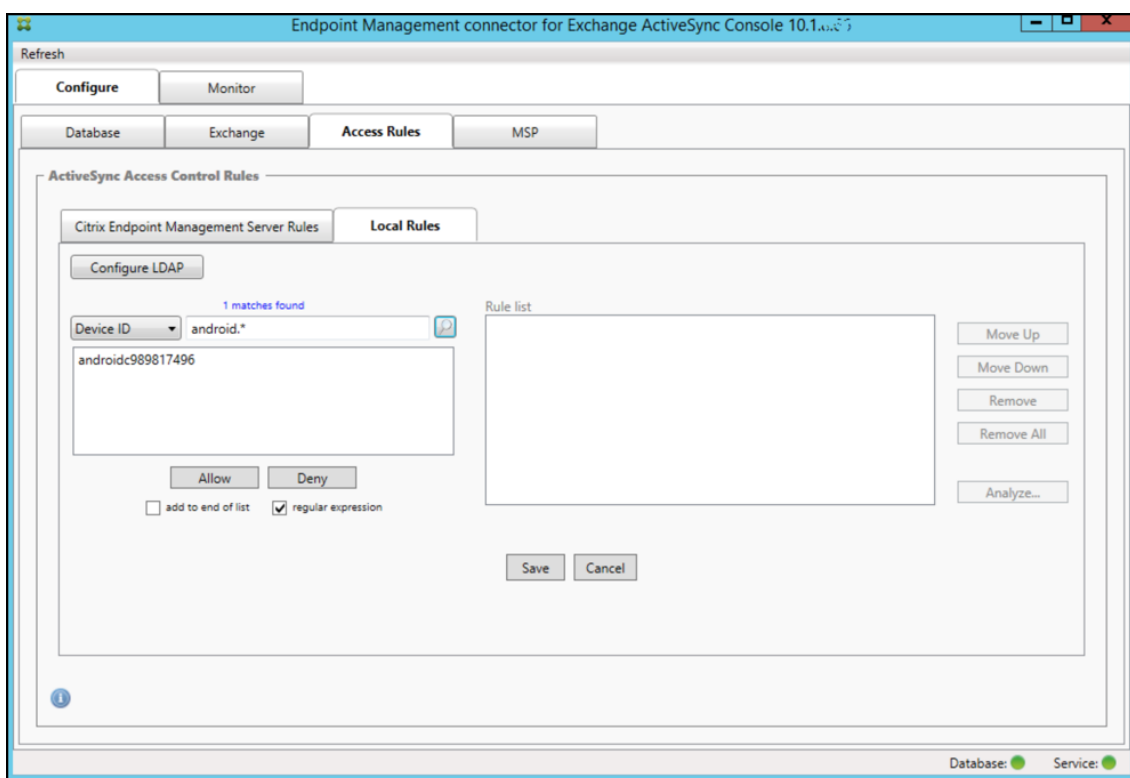 Endpoint Management connector for Exchange ActiveSync Console
Refresh
Configure Monitor
Database Exchange Access Rules MSP
ActiveSync Access Control Rules
Citrix Endpoint Management Server Rules Local Rules
Configure LDAP
1 matches found
Device ID android.*
androidc989817496
Allow Deny
add to end of list regular expression
Rule list
Move Up
Move Down
Remove
Remove All
Analyze...
Save Cancel
Database: Service: